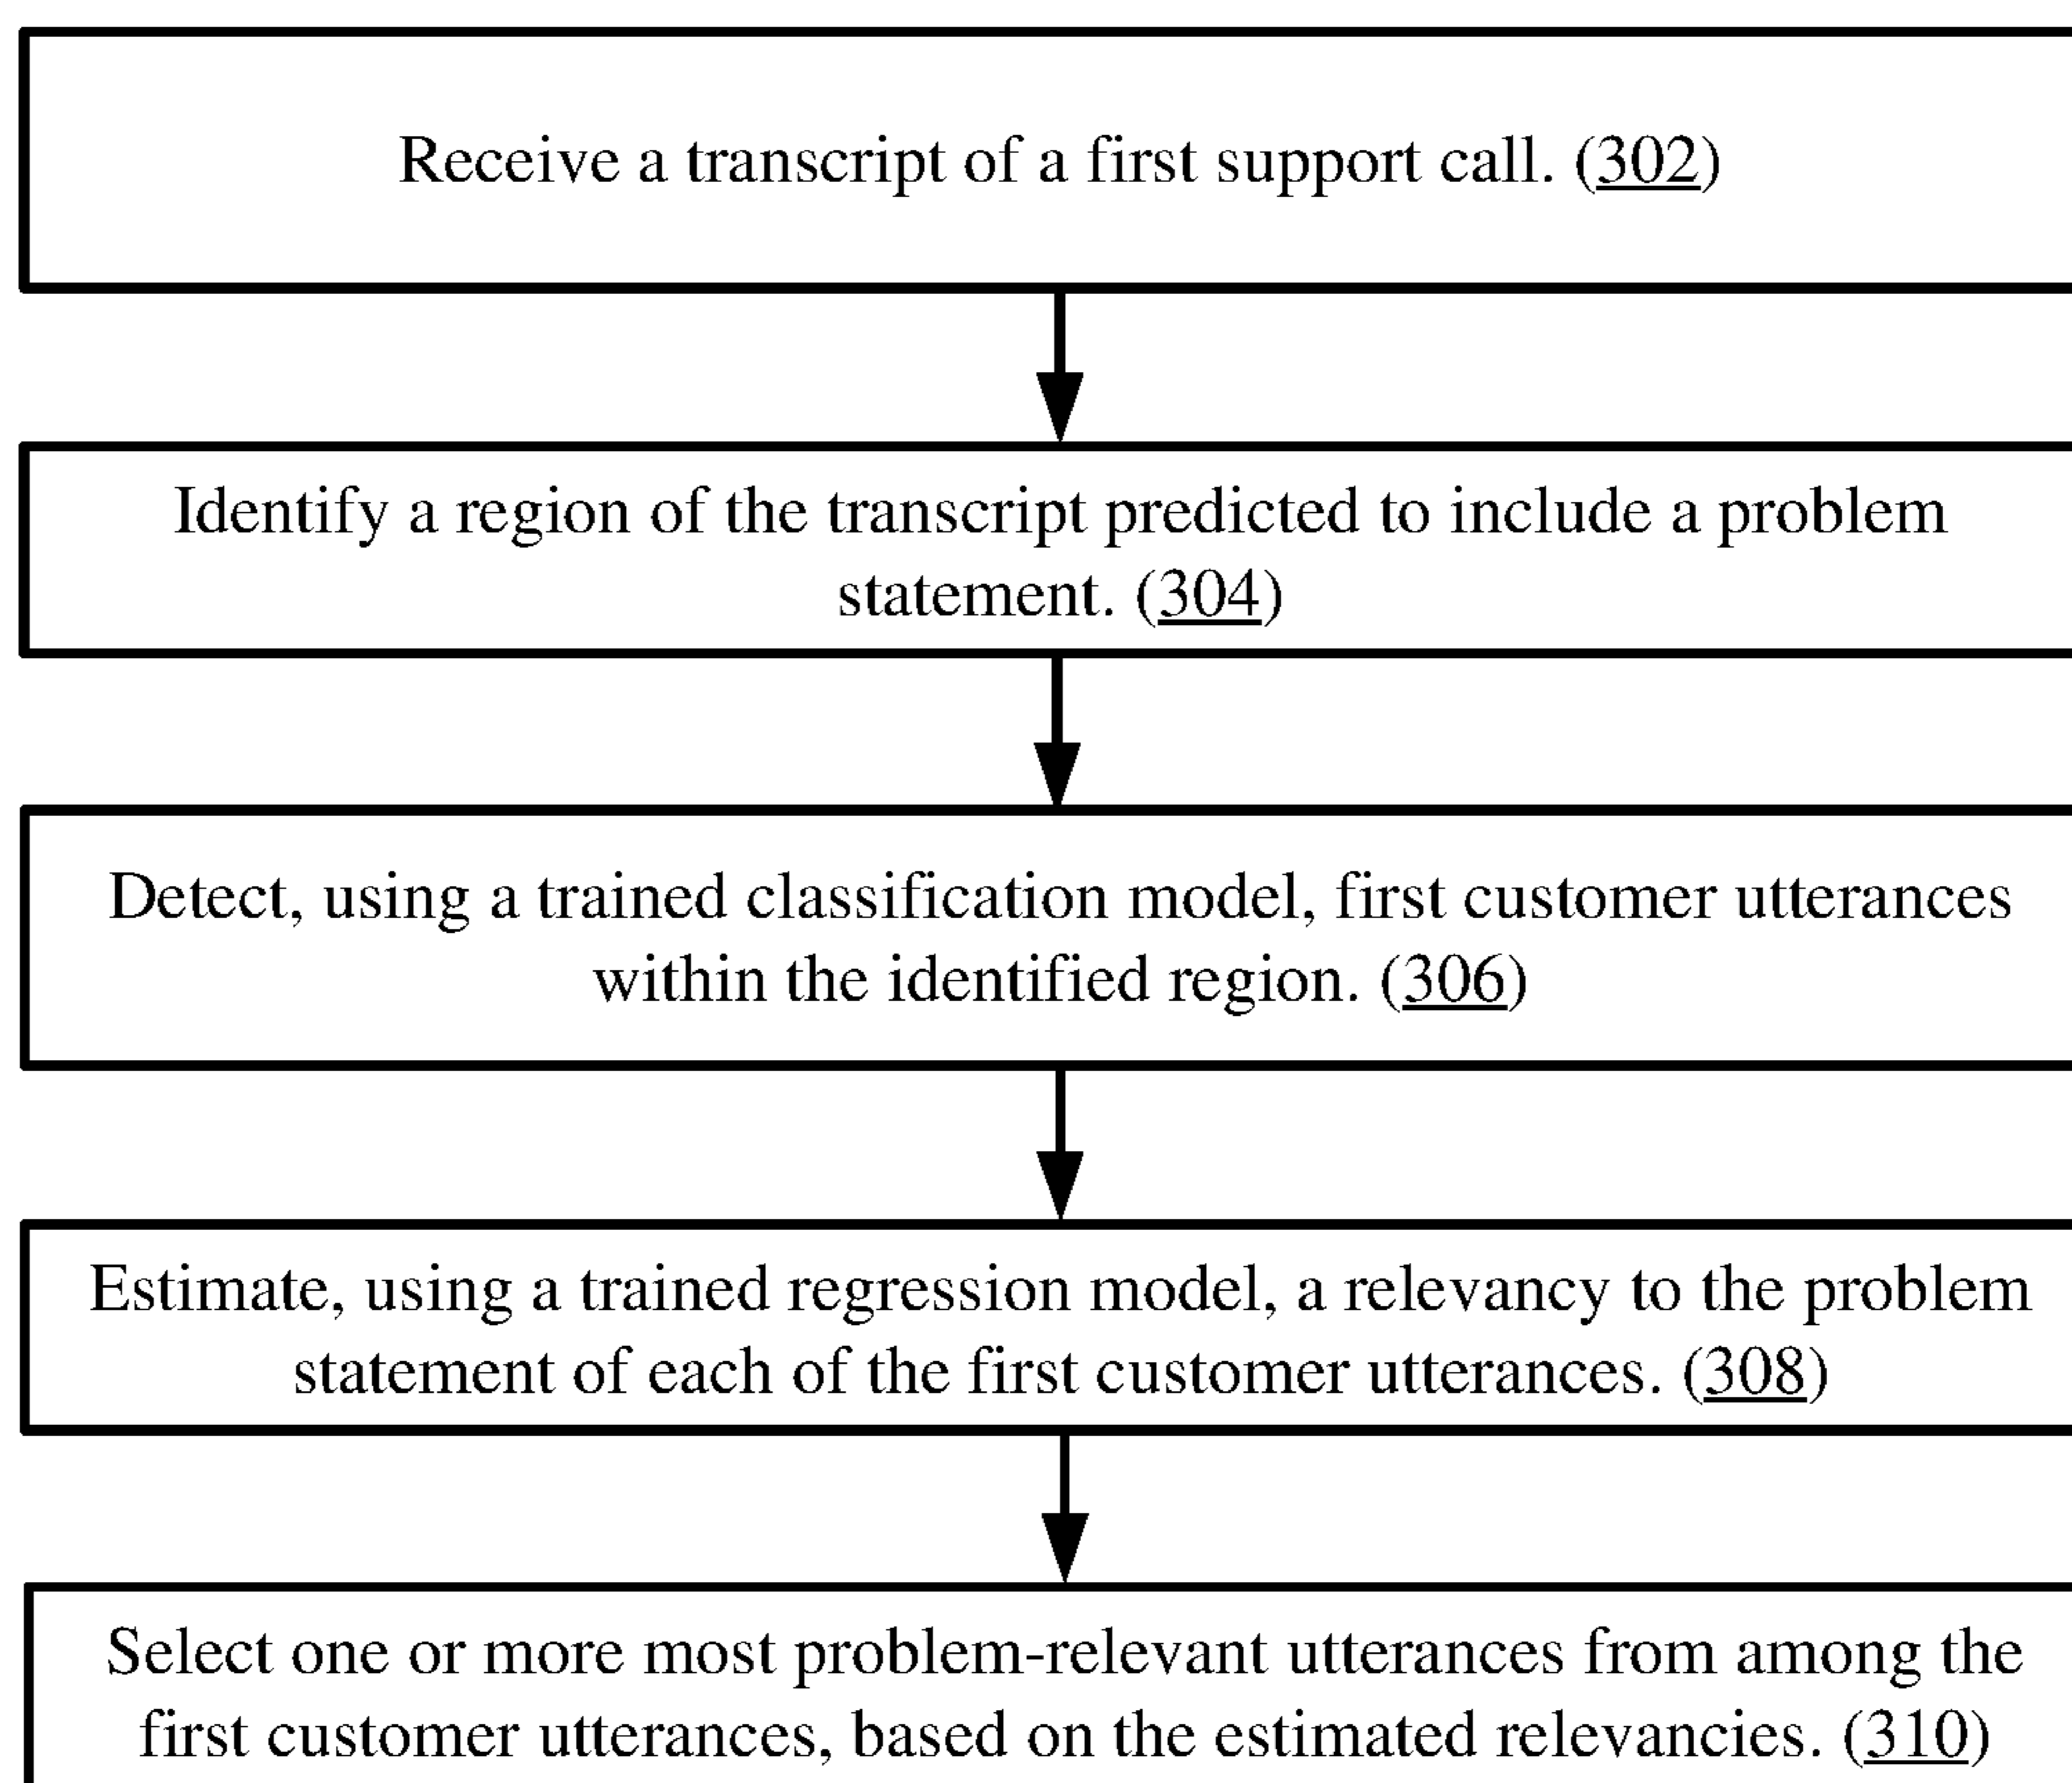 Receive a transcript of a first support call. (302)
Identify a region of the transcript predicted to include a problem
statement. (304)
Detect, using a trained classification model, first customer utterances
within the identified region. (306)
Estimate, using a trained regression model, a relevancy to the problem
statement of each of the first customer utterances. (308)
Select one or more most problem-relevant utterances from among the
first customer utterances, based on the estimated relevancies. (310)